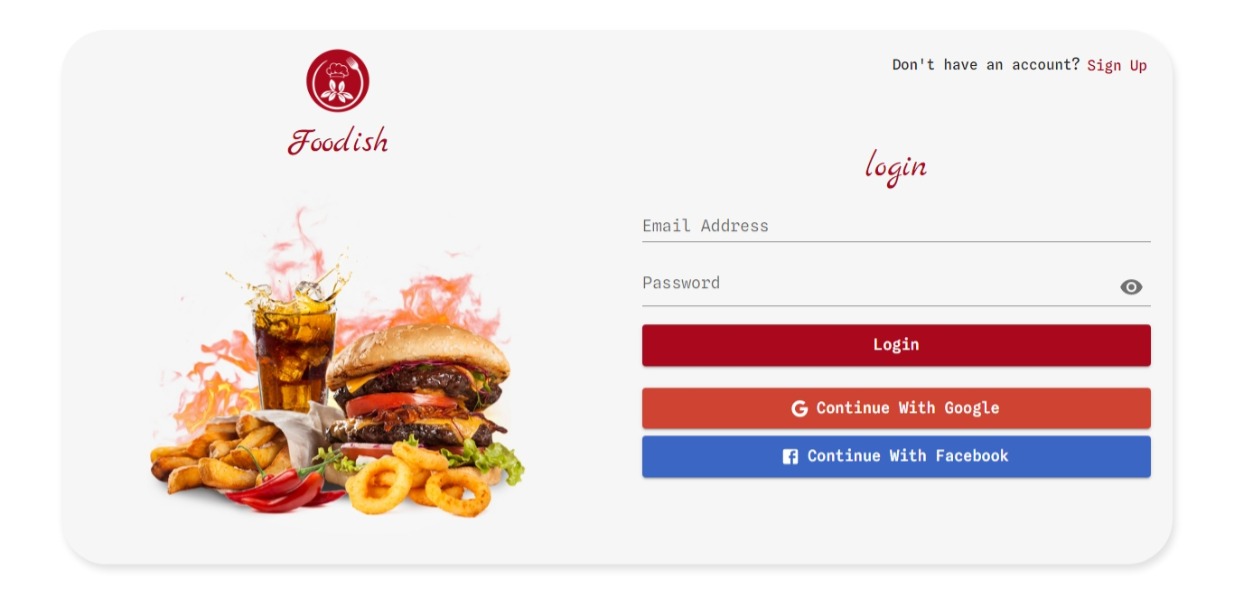 Foodish
Don't have an account? Sign Up
login
Email Address
Password
Login
Continue With Google
Continue With Facebook